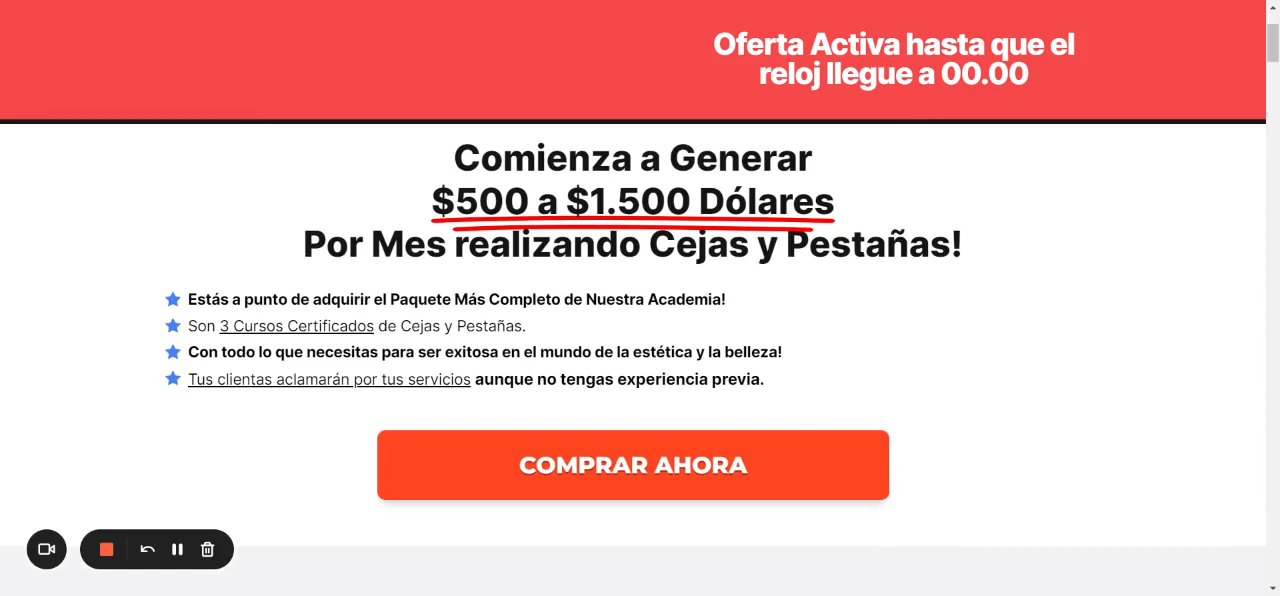 Oferta Activa hasta que el
reloj llegue a 00.00
Comienza a Generar
$500 a $1.500 Dólares
Por Mes realizando Cejas y Pestañas!
Estás a punto de adquirir el Paquete Más Completo de Nuestra Academia!
Son 3 Cursos Certificados de Cejas y Pestañas.
Con todo lo que necesitas para ser exitosa en el mundo de la estética y la belleza!
Tus clientas aclamarán por tus servicios aunque no tengas experiencia previa.
COMPRAR AHORA